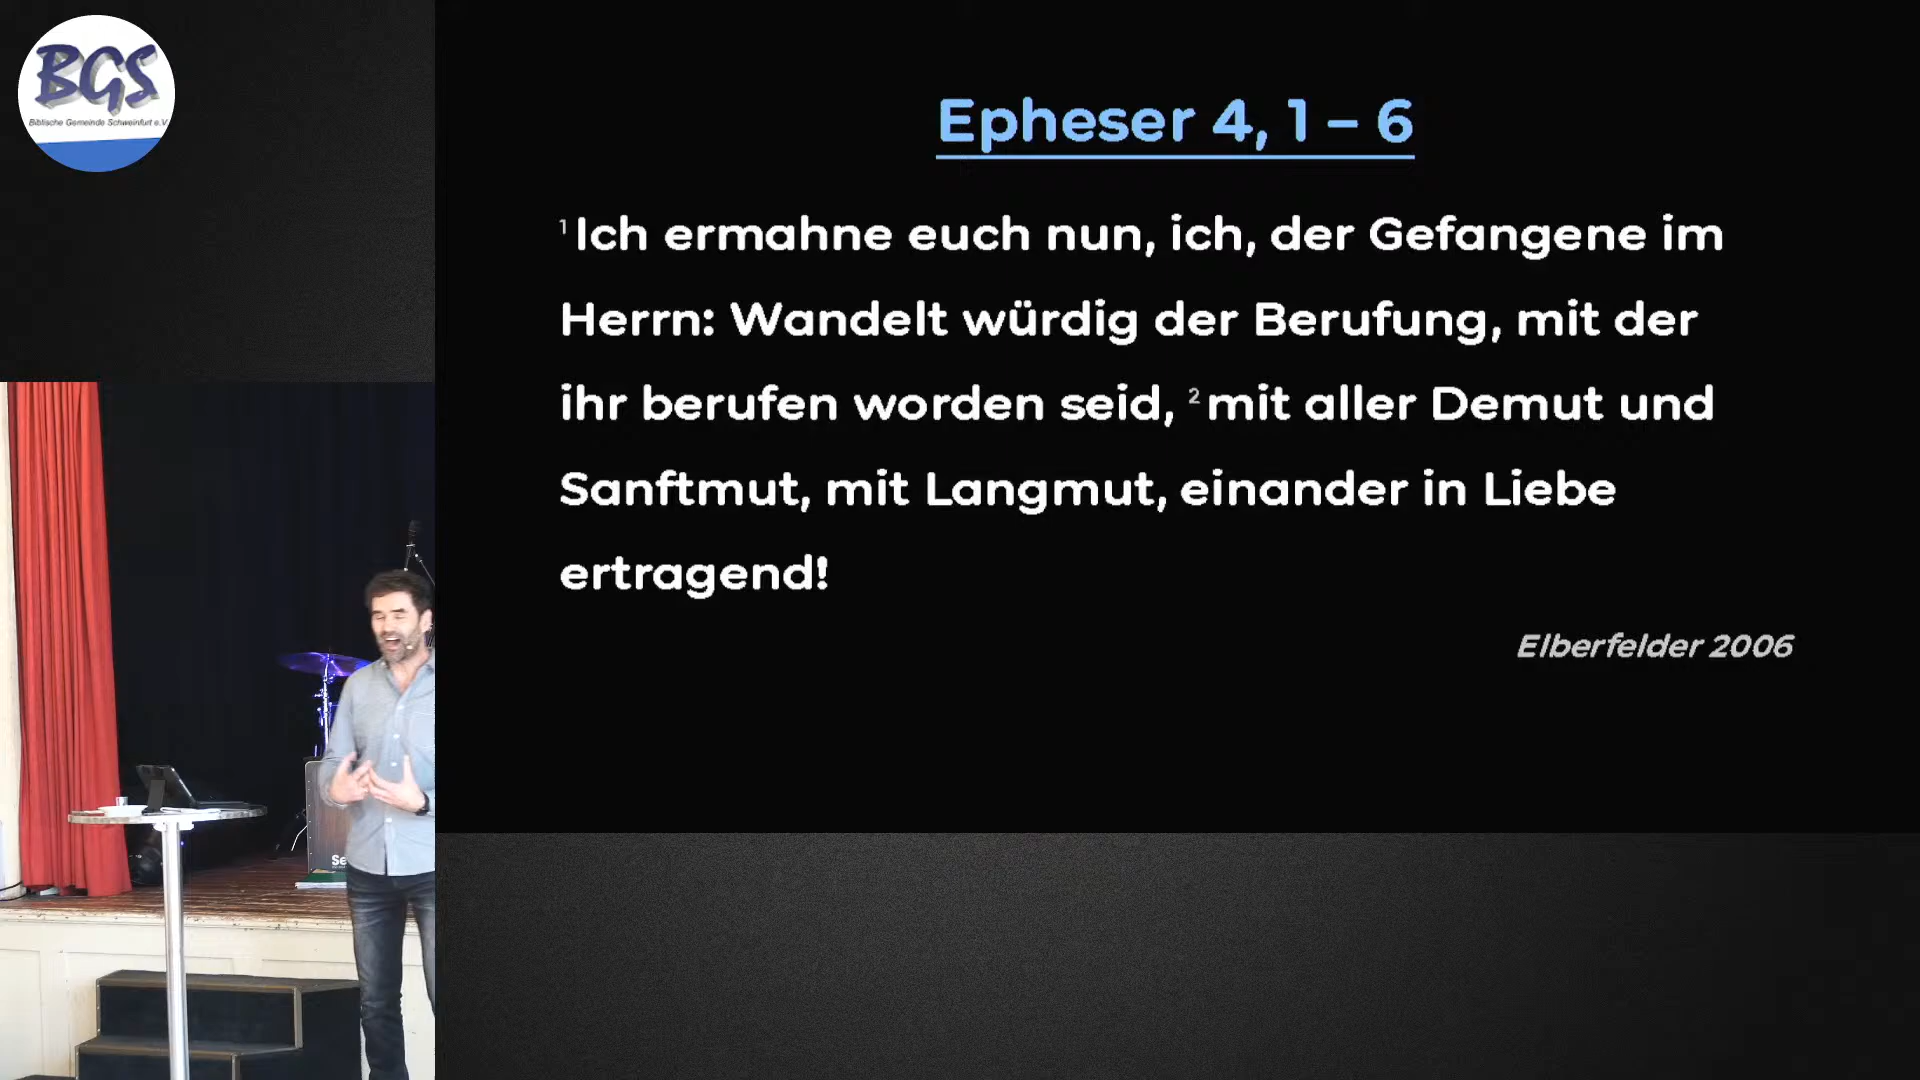 BGS
Biblische Gemeinde Schweinfurt e.V.
Epheser 4, 1 – 6
¹ Ich ermahne euch nun, ich, der Gefangene im
Herrn: Wandelt würdig der Berufung, mit der
ihr berufen worden seid, ² mit aller Demut und
Sanftmut, mit Langmut, einander in Liebe
ertragend!
Elberfelder 2006